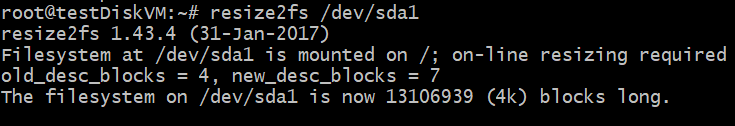 root@testDiskVM:~# resize2fs /dev/sda1
resize2fs 1.43.4 (31-Jan-2017)
Filesystem at /dev/sda1 is mounted on /; on-line resizing required
old_desc_blocks = 4, new_desc_blocks = 7
The filesystem on /dev/sda1 is now 13106939 (4k) blocks long.